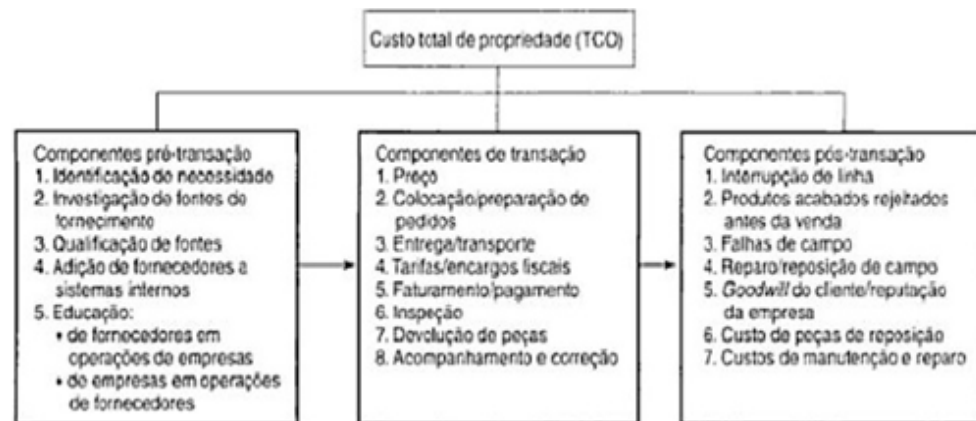 Custo total de propriedade (TCO)
Componentes pré-transação
1. Identificação de necessidade
2. Investigação de fontes de
fornecimento
3. Qualificação de fontes
4. Adição de fornecedores a
sistemas internos
5. Educação:
• de fornecedores em
operações de empresas
• de empresas em operações
de fornecedores
Componentes de transação
1. Preço
2. Colocação/preparação de
pedidos
3. Entrega/transporte
4. Tarifas/encargos fiscais
5. Faturamento/pagamento
6. Inspeção
7. Devolução de peças
8. Acompanhamento e correção
Componentes pós-transação
1. Interrupção de linha
2. Produtos acabados rejeitados
antes da venda
3. Falhas de campo
4. Reparo/reposição de campo
5. Goodwill do cliente/reputação
da empresa
6. Custo de peças de reposição
7. Custos de manutenção e reparo